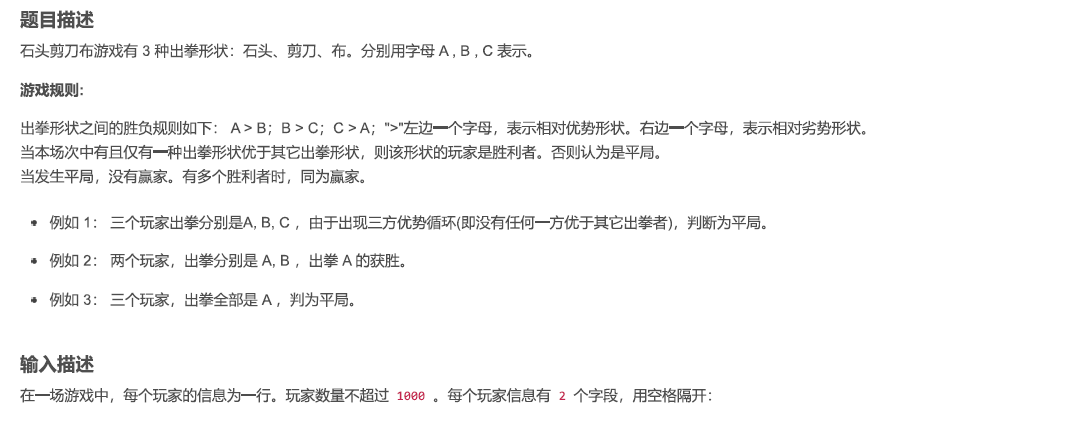 题目描述
石头剪刀布游戏有 3 种出拳形状：石头、剪刀、布。分别用字母 A , B , C 表示。
游戏规则:
出拳形状之间的胜负规则如下： A > B；B > C；C > A；">"左边一个字母，表示相对优势形状。右边一个字母，表示相对劣势形状。
当本场次中有且仅有一种出拳形状优于其它出拳形状，则该形状的玩家是胜利者。否则认为是平局。
当发生平局，没有赢家。有多个胜利者时，同为赢家。
• 例如 1： 三个玩家出拳分别是A, B, C ，由于出现三方优势循环(即没有任何一方优于其它出拳者)，判断为平局。
• 例如 2： 两个玩家，出拳分别是 A, B ，出拳 A 的获胜。
• 例如 3： 三个玩家，出拳全部是 A ，判为平局。
输入描述
在一场游戏中，每个玩家的信息为一行。玩家数量不超过 1000 。每个玩家信息有 2 个字段，用空格隔开：